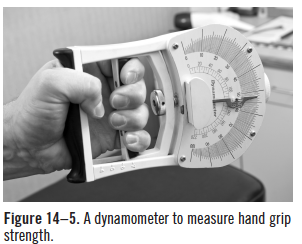 Figure 14–5. A dynamometer to measure hand grip
strength.